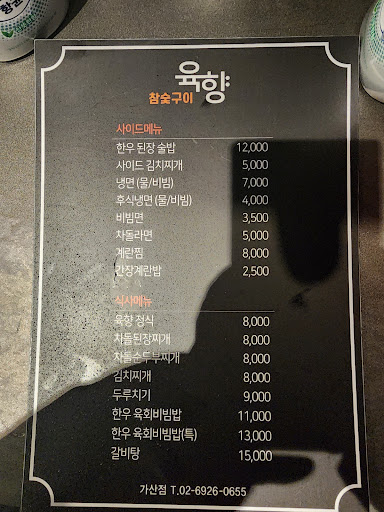 육향
참숯구이
사이드메뉴
한우 된장 술밥 12,000
사이드 김치찌개 5,000
냉면 (물/비빔) 7,000
후식냉면 (물/비빔) 4,000
비빔면 3,500
차돌라면 5,000
계란찜 8,000
간장계란밥 2,500
식사메뉴
육향 정식 8,000
차돌된장찌개 8,000
차돌순두부찌개 8,000
김치찌개 8,000
두루치기 9,000
한우 육회비빔밥 11,000
한우 육회비빔밥(특) 13,000
갈비탕 15,000
가산점 T.02-6926-0655